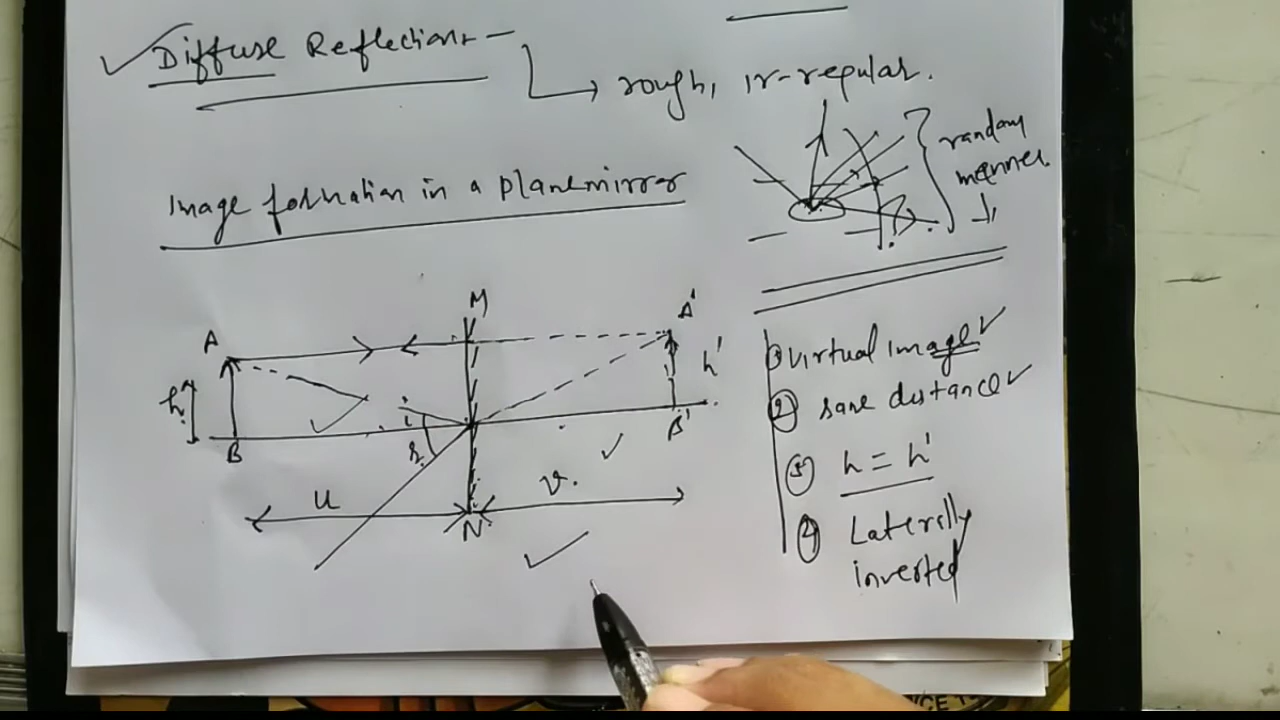 Diffuse Reflection:-
rough, ir-regular.
random
manner.
Image formation in a plane mirror
M
A
A'
h
h'
i
r
B
B'
u
v.
N
① Virtual image
② same distance
③ h = h'
④ Laterally
inverted
NCE